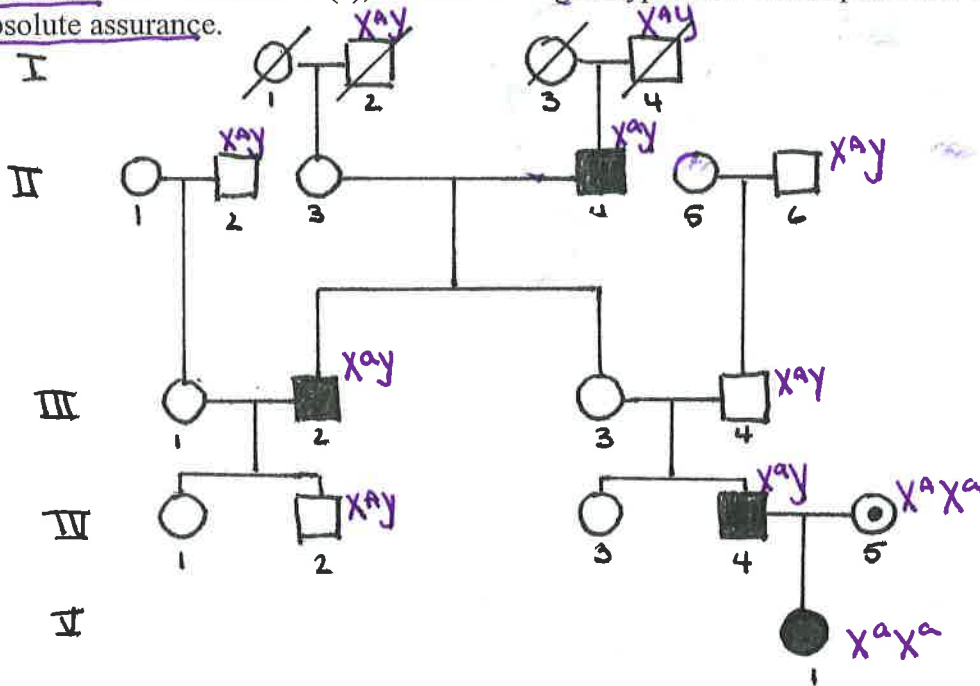 absolute assurance.
XᴬY XᴬY
I
1 2 3 4
XᴬY XᵃY XᴬY
II
1 2 3 4 5 6
XᵃY XᴬY
III
1 2 3 4
XᴬY XᵃY XᴬXᵃ
IV
1 2 3 4 5
V
XᵃXᵃ
1